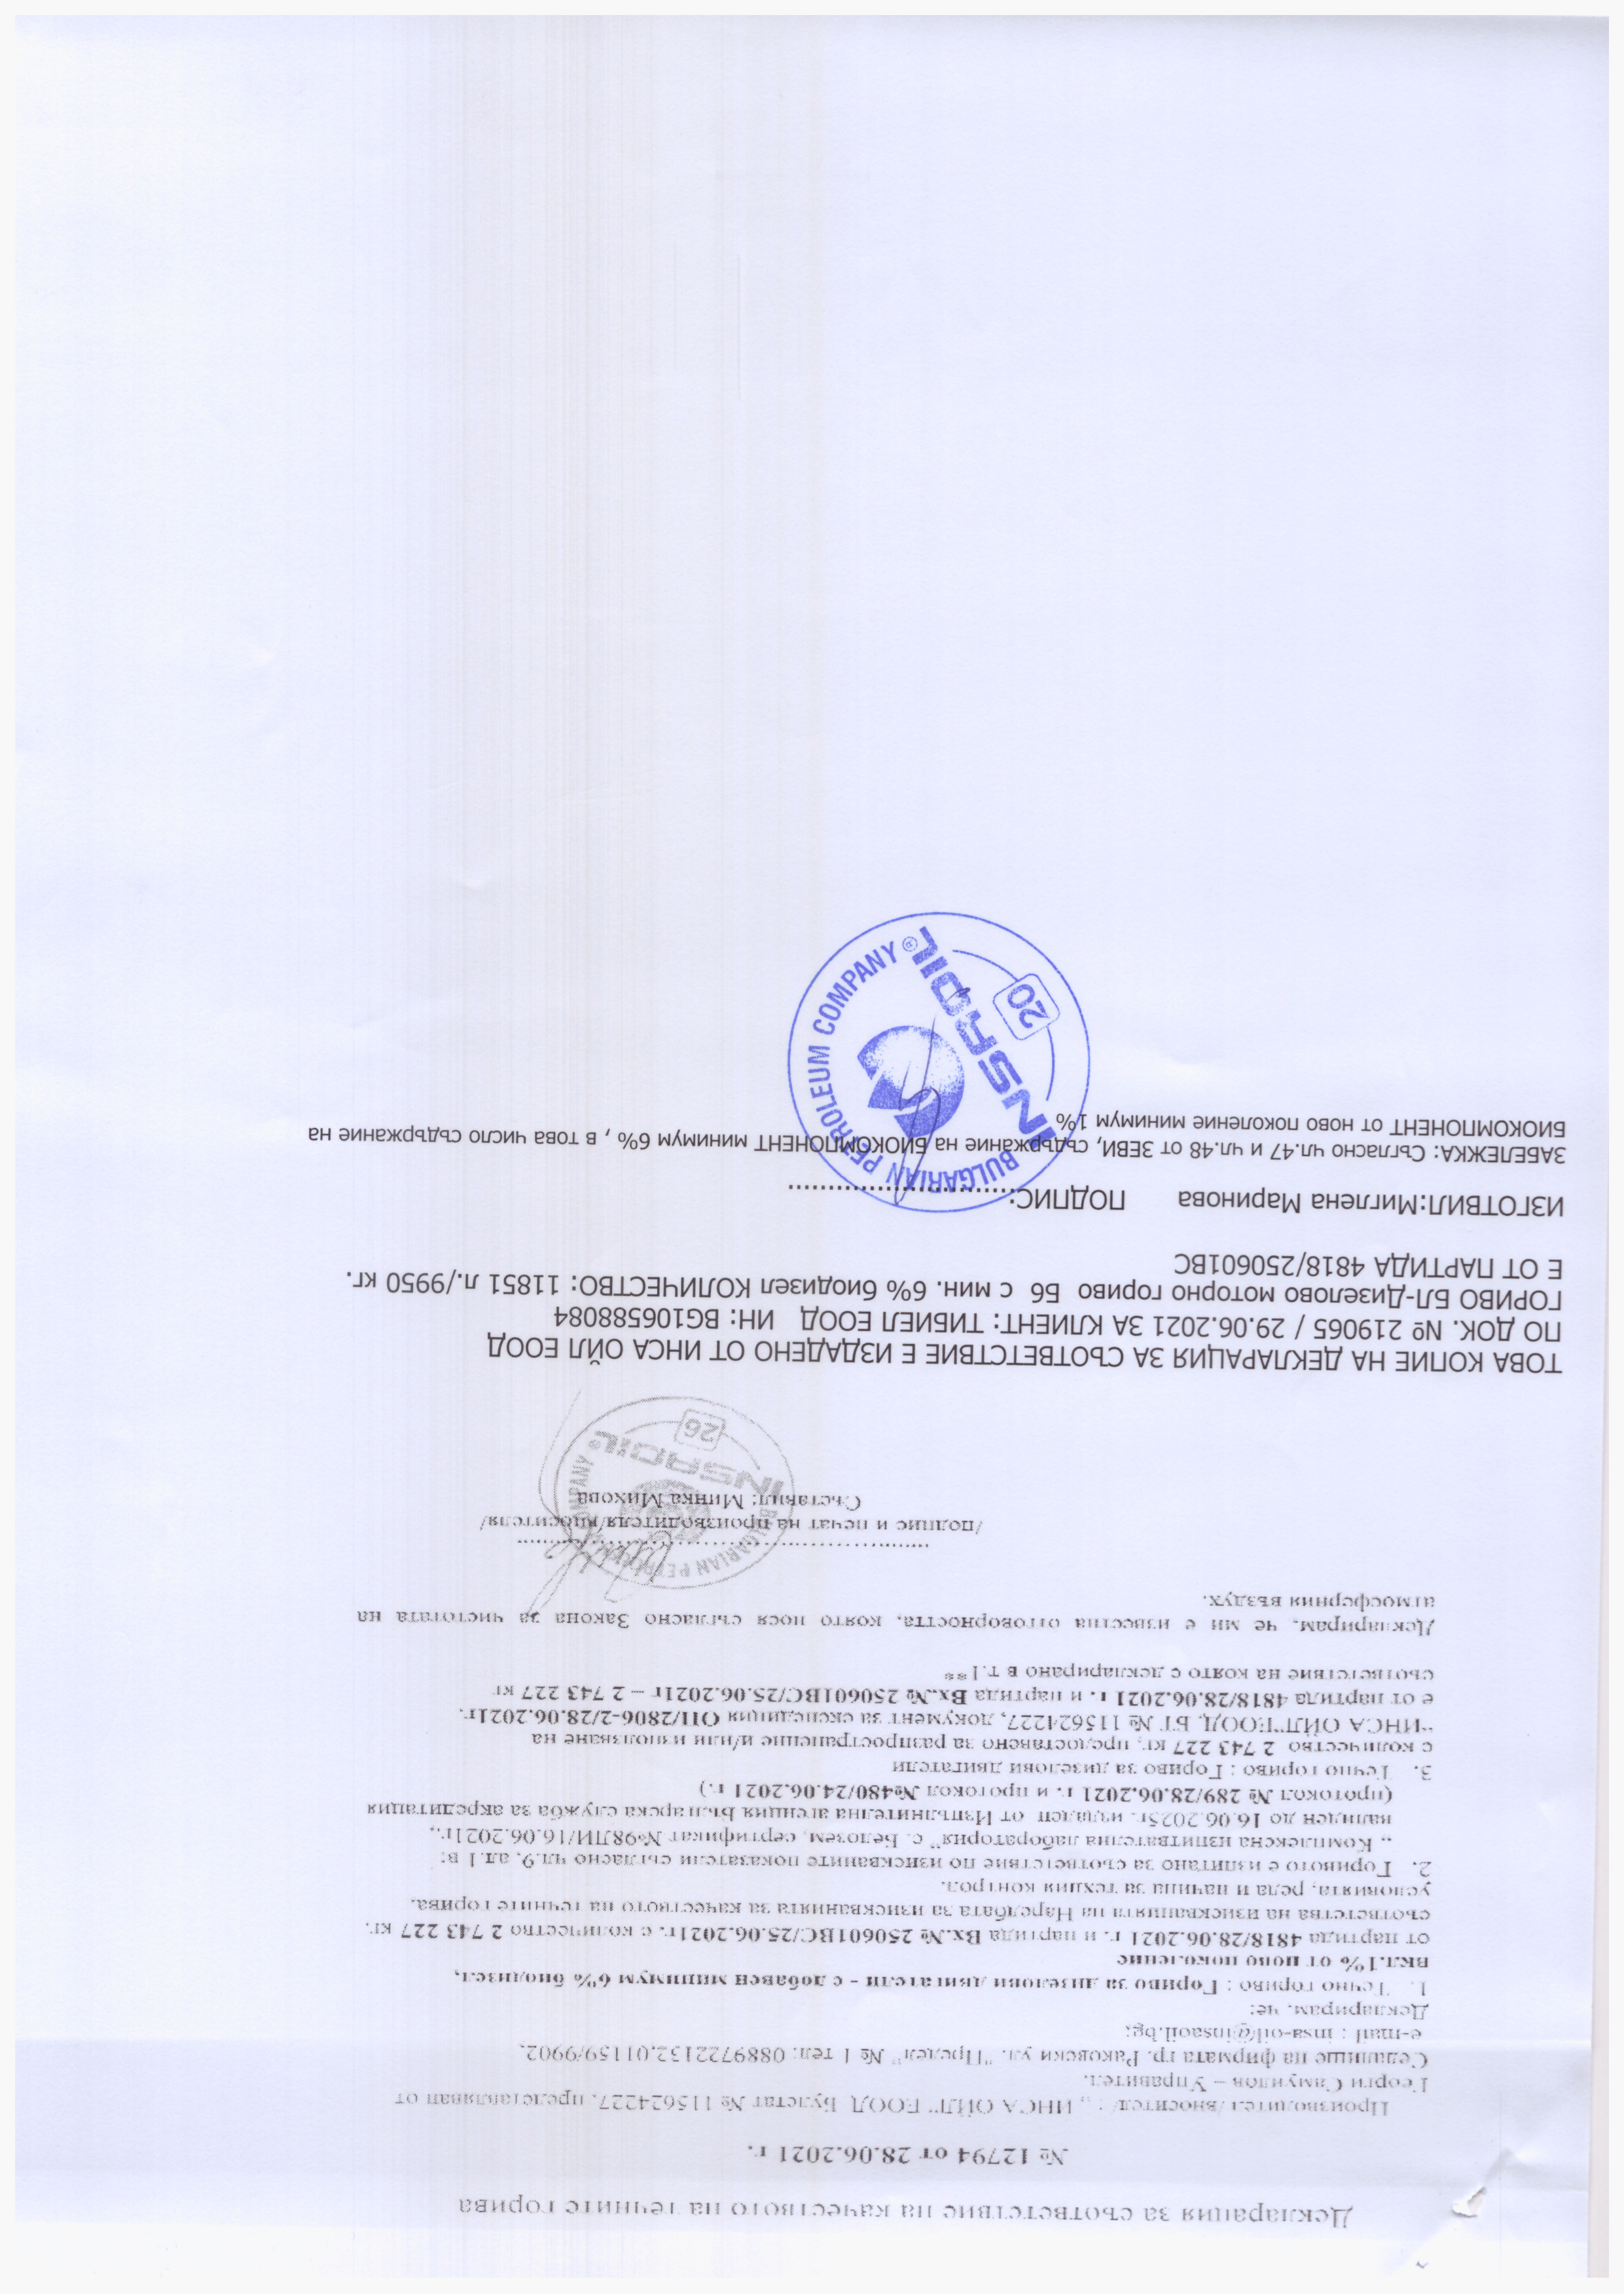 Декларация за съответствие на качеството на течните горива
№ 12794 от 28.06.2021 г.
Производител /вносител/ : „ ИНСА ОЙЛ" ЕООД Булстат № 115624227, представляван от
Георги Самуилов – Управител.
Седалище на фирмата гр. Раковски ул. "Предел" № 1 тел: 0889722132,01159/9902,
e-mail : insa-oil@insaoil.bg;
Декларирам, че:
1. Течно гориво : Гориво за дизелови двигатели - с добавен минимум 6% биодизел,
вкл.1% от ново поколение
от партида 4818/28.06.2021 г. и партида Вх.№ 250601ВС/25.06.2021г. с количество 2 743 227 кг.
съответства на изискванията на Наредбата за изискванията за качеството на течните горива,
условията, реда и начина за техния контрол.
2. Горивото е изпитано за съответствие по изискваните показатели съгласно чл.9, ал.1 в:
„ Комплексна изпитвателна лаборатория" с. Белозем, сертификат №98ЛИ/16.06.2021г.,
валиден до 16.06.2025г. издаден от Изпълнителна агенция Българска служба за акредитация
(протокол № 289/28.06.2021 г. и протокол №480/24.06.2021 г.)
3. Течно гориво : Гориво за дизелови двигатели
с количество 2 743 227 кг, предоставено за разпространение и/или използване на
"ИНСА ОЙЛ"ЕООД, БТ № 115624227, документ за експедиция ОП/2806-2/28.06.2021г.
е от партида 4818/28.06.2021 г. и партида Вх.№ 250601ВС/25.06.2021г – 2 743 227 кг
съответствие на която с декларирано в т.1**
Декларирам, че ми е известна отговорността, която нося съгласно Закона за чистотата на
атмосферния въздух.
/подпис и печат на производителя/вносителя/
Съставил: Минка Михова
BULGARIAN PETROLEUM COMPANY
INSAOIL®
26
ТОВА КОПИЕ НА ДЕКЛАРАЦИЯ ЗА СЪОТВЕТСТВИЕ Е ИЗДАДЕНО ОТ ИНСА ОЙЛ ЕООД
ПО ДОК. № 219065 / 29.06.2021 ЗА КЛИЕНТ: ТИБИЕЛ ЕООД ИН: BG106588084
ГОРИВО БЛ-Дизелово моторно гориво Б6 с мин. 6% биодизел КОЛИЧЕСТВО: 11851 л./9950 кг.
Е ОТ ПАРТИДА 4818/250601ВС
ИЗГОТВИЛ:Миглена Маринова ПОДПИС:..............................
ЗАБЕЛЕЖКА: Съгласно чл.47 и чл.48 от ЗЕВИ, съдържание на БИОКОМПОНЕНТ минимум 6% , в това число съдържание на
БИОКОМПОНЕНТ от ново поколение минимум 1%
BULGARIAN PETROLEUM COMPANY
INSAOIL®
20